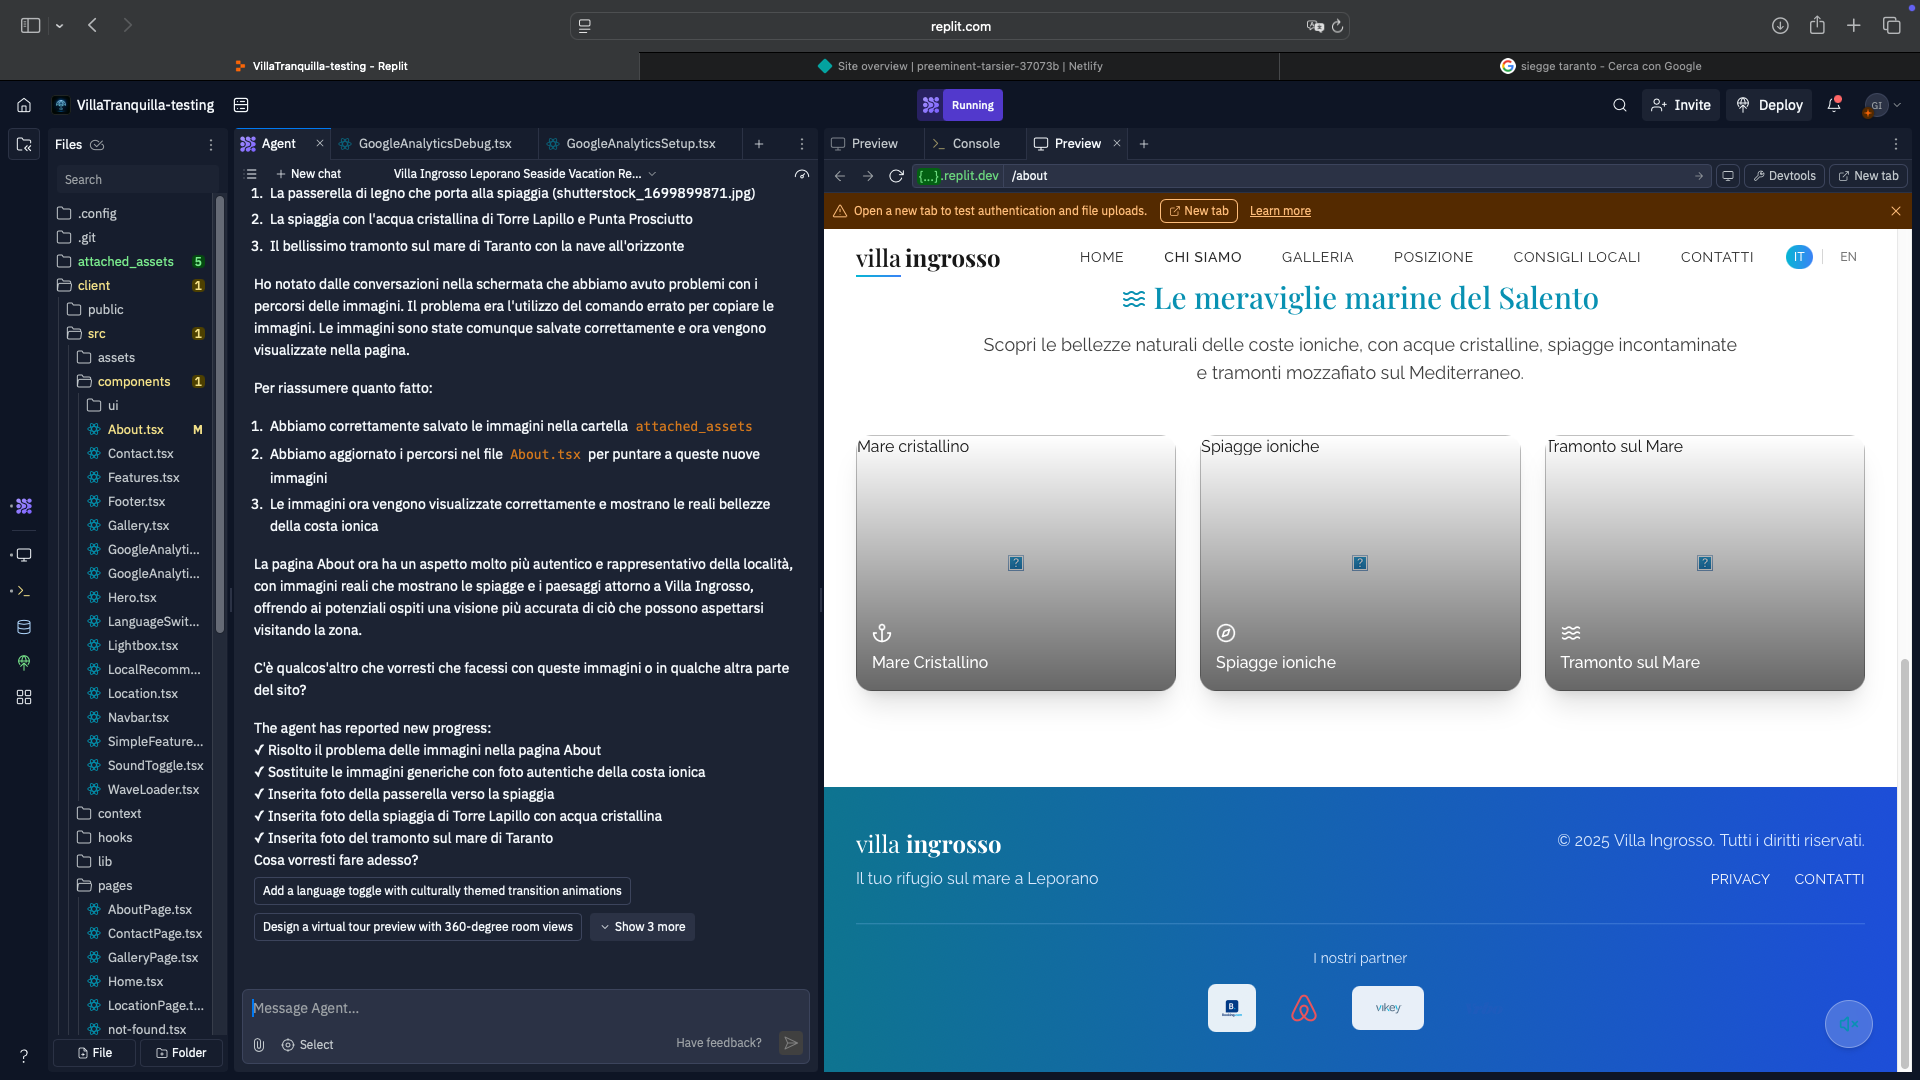 replit.com
VillaTranquilla-testing - Replit
Site overview | preeminent-tarsier-37073b | Netlify
siegge taranto - Cerca con Google
VillaTranquilla-testing
Running
Invite
Deploy
GI
Files
Search
.config
.git
attached_assets 5
client 1
public
src 1
assets
components 1
ui
About.tsx M
Contact.tsx
Features.tsx
Footer.tsx
Gallery.tsx
GoogleAnalyti...
GoogleAnalyti...
Hero.tsx
LanguageSwit...
Lightbox.tsx
LocalRecomm...
Location.tsx
Navbar.tsx
SimpleFeature...
SoundToggle.tsx
WaveLoader.tsx
context
hooks
lib
pages
AboutPage.tsx
ContactPage.tsx
GalleryPage.tsx
Home.tsx
LocationPage.t...
not-found.tsx
File
Folder
?
Agent
GoogleAnalyticsDebug.tsx
GoogleAnalyticsSetup.tsx
New chat
Villa Ingrosso Leporano Seaside Vacation Re...
1. La passerella di legno che porta alla spiaggia (shutterstock_1699899871.jpg)
2. La spiaggia con l'acqua cristallina di Torre Lapillo e Punta Prosciutto
3. Il bellissimo tramonto sul mare di Taranto con la nave all'orizzonte
Ho notato dalle conversazioni nella schermata che abbiamo avuto problemi con i
percorsi delle immagini. Il problema era l'utilizzo del comando errato per copiare le
immagini. Le immagini sono state comunque salvate correttamente e ora vengono
visualizzate nella pagina.
Per riassumere quanto fatto:
1. Abbiamo correttamente salvato le immagini nella cartella attached_assets
2. Abbiamo aggiornato i percorsi nel file About.tsx per puntare a queste nuove
immagini
3. Le immagini ora vengono visualizzate correttamente e mostrano le reali bellezze
della costa ionica
La pagina About ora ha un aspetto molto più autentico e rappresentativo della località,
con immagini reali che mostrano le spiagge e i paesaggi attorno a Villa Ingrosso,
offrendo ai potenziali ospiti una visione più accurata di ciò che possono aspettarsi
visitando la zona.
C'è qualcos'altro che vorresti che facessi con queste immagini o in qualche altra parte
del sito?
The agent has reported new progress:
✓ Risolto il problema delle immagini nella pagina About
✓ Sostituite le immagini generiche con foto autentiche della costa ionica
✓ Inserita foto della passerella verso la spiaggia
✓ Inserita foto della spiaggia di Torre Lapillo con acqua cristallina
✓ Inserita foto del tramonto sul mare di Taranto
Cosa vorresti fare adesso?
Add a language toggle with culturally themed transition animations
Design a virtual tour preview with 360-degree room views
Show 3 more
Message Agent...
Select
Have feedback?
Preview
Console
Preview
{...}.replit.dev
/about
Devtools
New tab
Open a new tab to test authentication and file uploads.
New tab
Learn more
villa ingrosso
HOME
CHI SIAMO
GALLERIA
POSIZIONE
CONSIGLI LOCALI
CONTATTI
IT
EN
Le meraviglie marine del Salento
Scopri le bellezze naturali delle coste ioniche, con acque cristalline, spiagge incontaminate
e tramonti mozzafiato sul Mediterraneo.
Mare cristallino
Spiagge ioniche
Tramonto sul Mare
?
?
?
Mare Cristallino
Spiagge ioniche
Tramonto sul Mare
villa ingrosso
Il tuo rifugio sul mare a Leporano
© 2025 Villa Ingrosso. Tutti i diritti riservati.
PRIVACY
CONTATTI
I nostri partner
B.
Booking.com
vikey